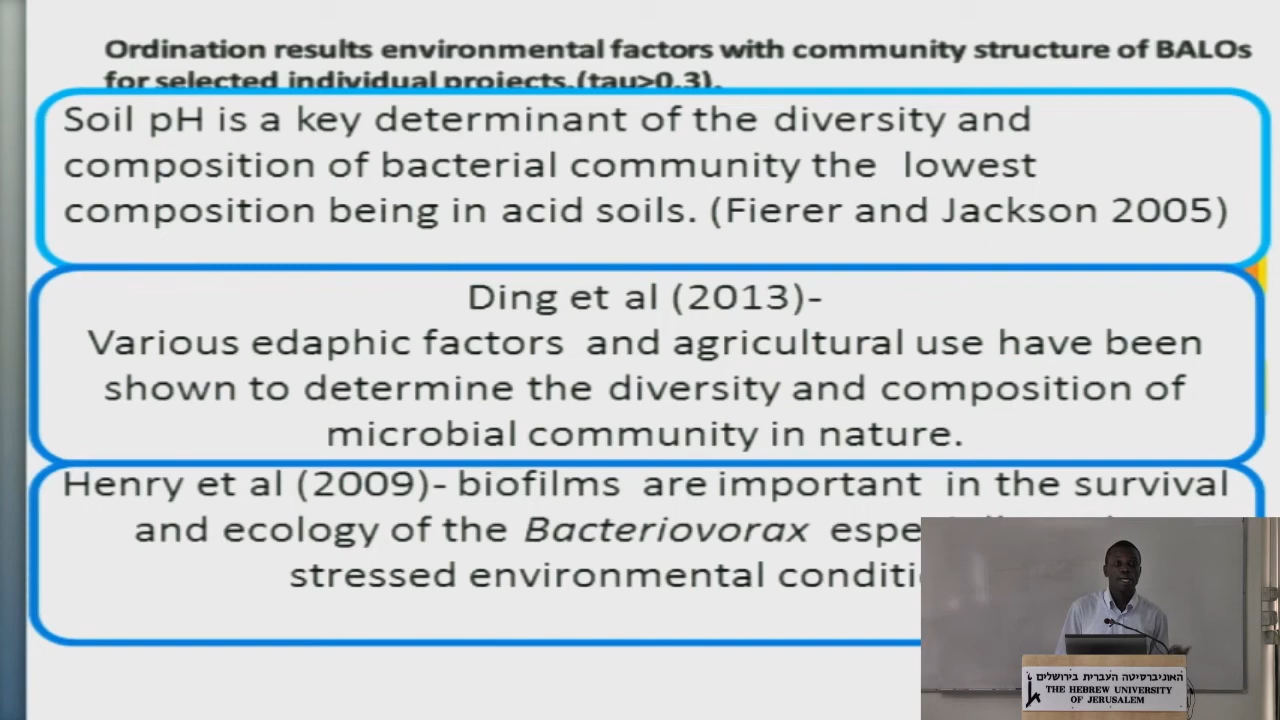 Ordination results environmental factors with community structure of BALOs
for selected individual projects.(tau>0.3).
Soil pH is a key determinant of the diversity and
composition of bacterial community the lowest
composition being in acid soils. (Fierer and Jackson 2005)
Ding et al (2013)-
Various edaphic factors and agricultural use have been
shown to determine the diversity and composition of
microbial community in nature.
Henry et al (2009)- biofilms are important in the survival
and ecology of the Bacteriovorax
stressed environmental
האוניברסיטה העברית בירושלים
THE HEBREW UNIVERSITY
OF JERUSALEM